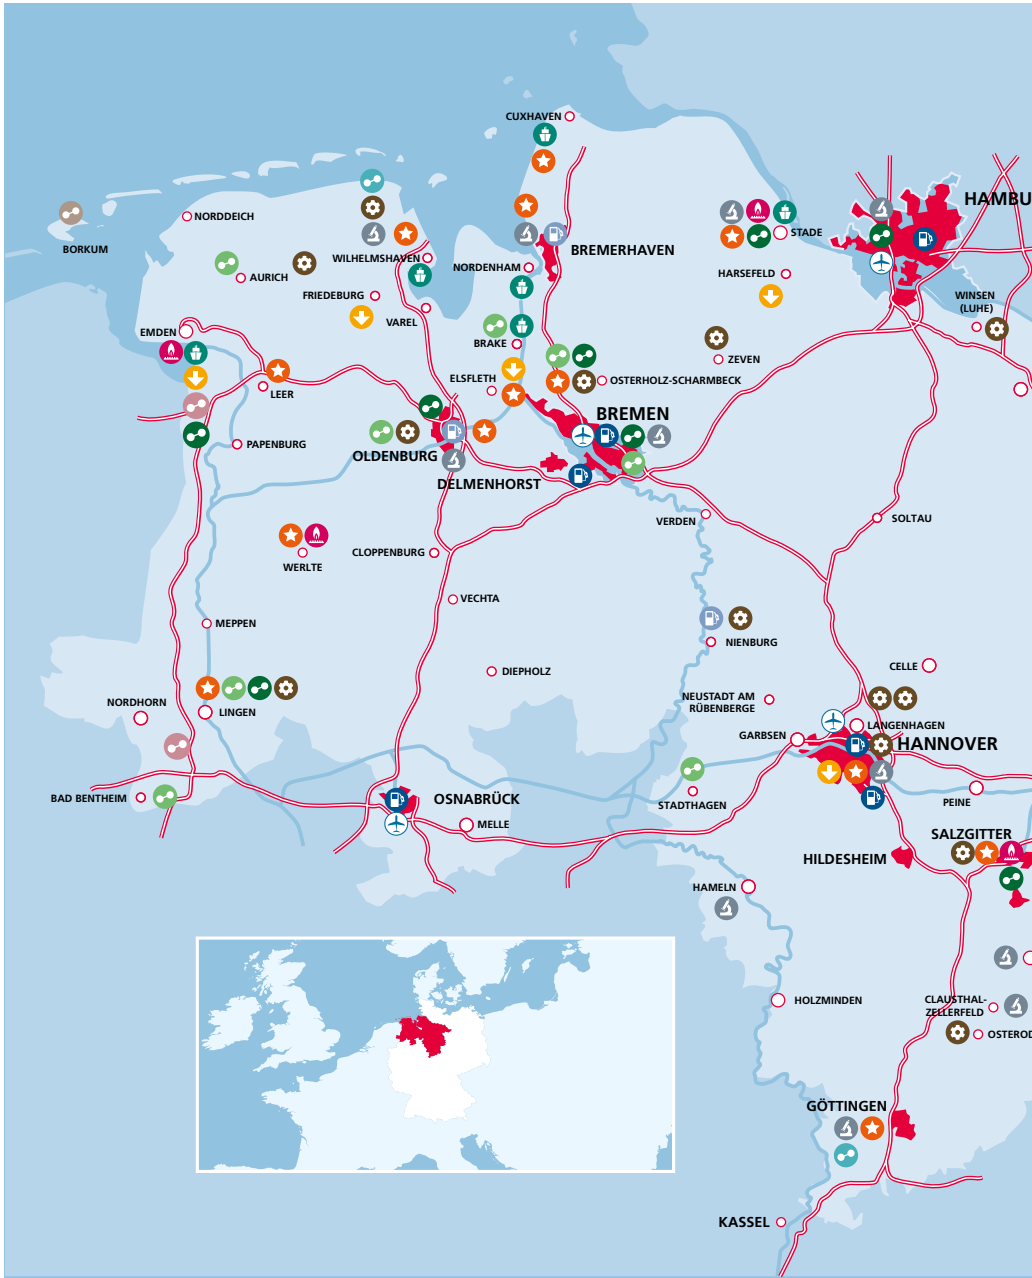 CUXHAVEN
HAMBU
NORDDEICH
STADE
BORKUM
WILHELMSHAVEN
BREMERHAVEN
NORDENHAM
AURICH
HARSEFELD
FRIEDEBURG
WINSEN
(LUHE)
VAREL
EMDEN
BRAKE
ZEVEN
ELSFLETH
OSTERHOLZ-SCHARMBECK
LEER
BREMEN
PAPENBURG
OLDENBURG
DELMENHORST
VERDEN
SOLTAU
CLOPPENBURG
WERLTE
VECHTA
MEPPEN
NIENBURG
CELLE
DIEPHOLZ
NEUSTADT AM
RÜBENBERGE
NORDHORN
LINGEN
LANGENHAGEN
GARBSEN
HANNOVER
BAD BENTHEIM
OSNABRÜCK
STADTHAGEN
PEINE
MELLE
SALZGITTER
HILDESHEIM
HAMELN
HOLZMINDEN
CLAUSTHAL-
ZELLERFELD
OSTEROD
GÖTTINGEN
KASSEL